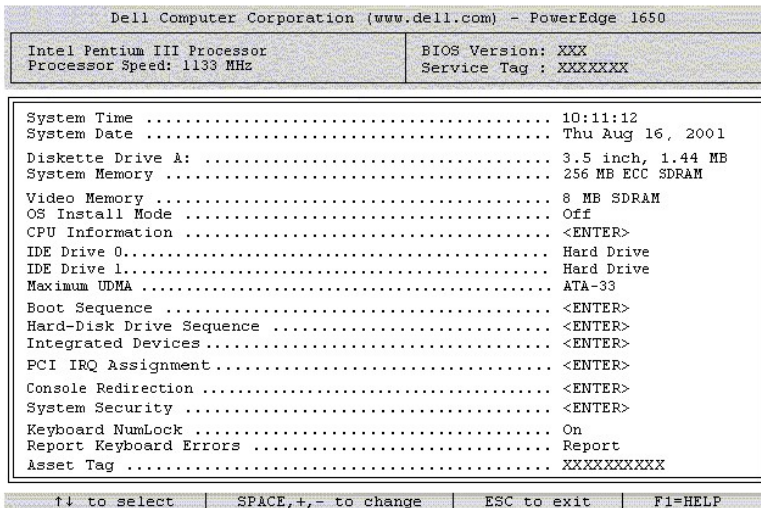 Dell Computer Corporation (www.dell.com) - PowerEdge 1650
Intel Pentium III Processor
Processor Speed: 1133 MHz
BIOS Version: XXX
Service Tag : XXXXXXX
System Time ............................................... 10:11:12
System Date ............................................... Thu Aug 16, 2001
Diskette Drive A: ........................................ 3.5 inch, 1.44 MB
System Memory ............................................. 256 MB ECC SDRAM
Video Memory .............................................. 8 MB SDRAM
OS Install Mode ........................................... Off
CPU Information ........................................... <ENTER>
IDE Drive 0................................................. Hard Drive
IDE Drive 1................................................. Hard Drive
Maximum UDMA ................................................ ATA-33
Boot Sequence ............................................. <ENTER>
Hard-Disk Drive Sequence ................................ <ENTER>
Integrated Devices........................................ <ENTER>
PCI IRQ Assignment....................................... <ENTER>
Console Redirection ........................................ <ENTER>
System Security ........................................... <ENTER>
Keyboard NumLock .......................................... On
Report Keyboard Errors .................................. Report
Asset Tag ................................................. XXXXXXXXXX
↑↓ to select | SPACE,+,- to change | ESC to exit | F1=HELP